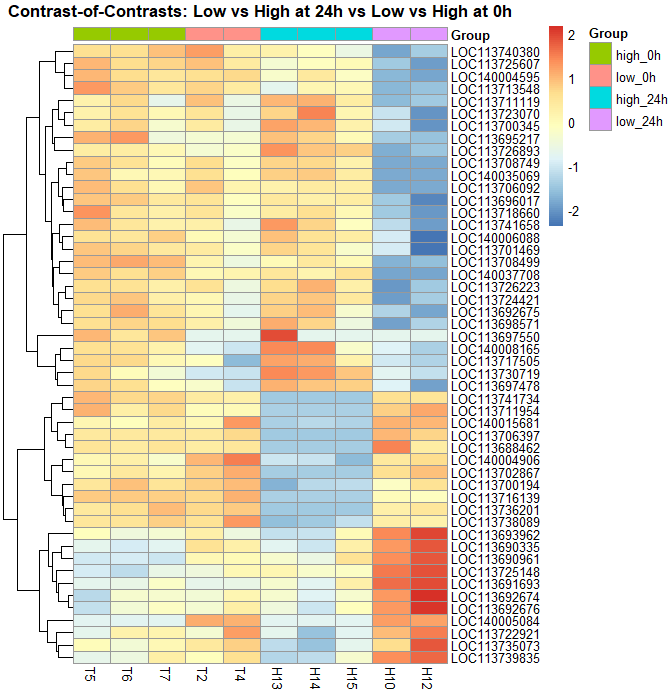 Contrast-of-Contrasts: Low vs High at 24h vs Low vs High at 0h
Group
LOC113740380
LOC113725607
LOC140004595
LOC113713548
LOC113711119
LOC113723070
LOC113700345
LOC113695217
LOC113726893
LOC113708749
LOC140035069
LOC113706092
LOC113696017
LOC113718660
LOC113741658
LOC140006088
LOC113701469
LOC113708499
LOC140037708
LOC113726223
LOC113724421
LOC113692675
LOC113698571
LOC113697550
LOC140008165
LOC113717505
LOC113730719
LOC113697478
LOC113741734
LOC113711954
LOC140015681
LOC113706397
LOC113688462
LOC140004906
LOC113702867
LOC113700194
LOC113716139
LOC113736201
LOC113738089
LOC113693962
LOC113690335
LOC113690961
LOC113725148
LOC113691693
LOC113692674
LOC113692676
LOC140005084
LOC113722921
LOC113735073
LOC113739835
T5 T6 T7 T2 T4 H13 H14 H15 H10 H12
2
1
0
-1
-2
Group
high_0h
low_0h
high_24h
low_24h